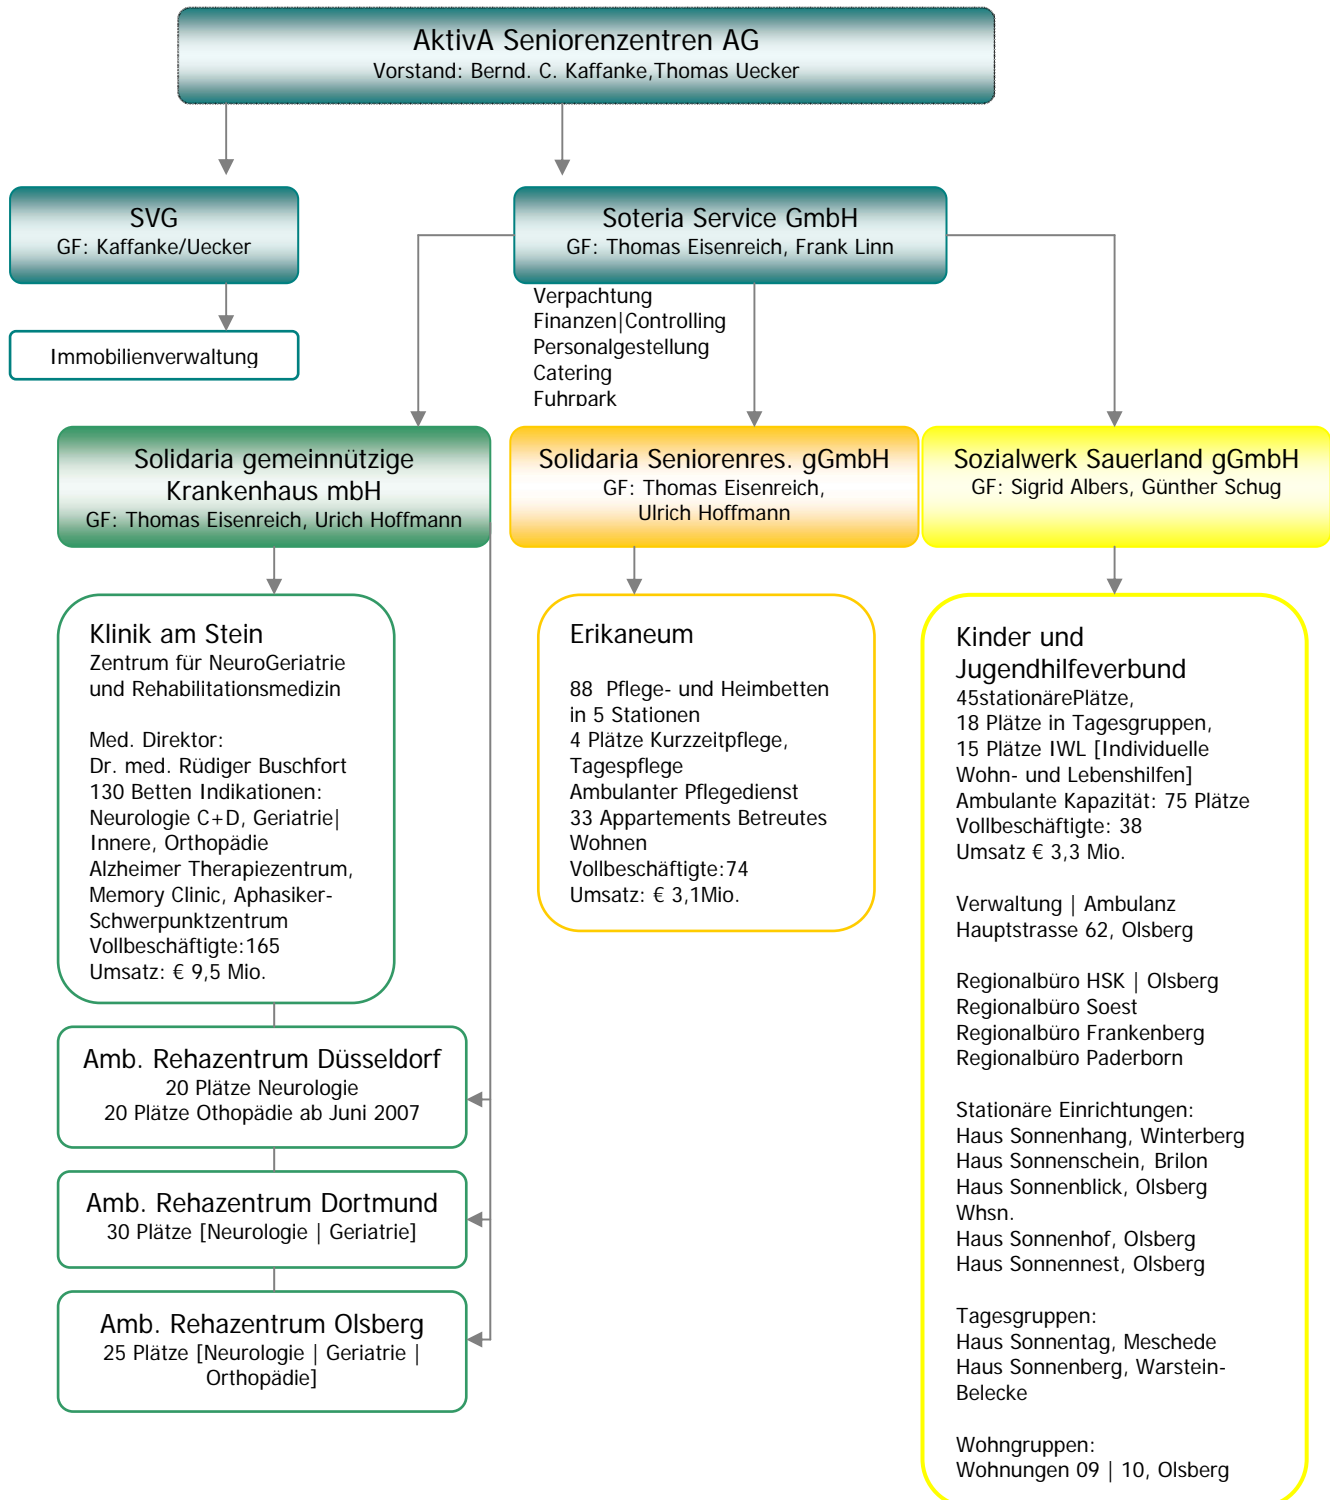 AktivA Seniorenzentren AG
Vorstand: Bernd. C. Kaffanke,Thomas Uecker
SVG
GF: Kaffanke/Uecker
Immobilienverwaltung
Soteria Service GmbH
GF: Thomas Eisenreich, Frank Linn
Verpachtung
Finanzen|Controlling
Personalgestellung
Catering
Fuhrpark
Solidaria gemeinnützige
Krankenhaus mbH
GF: Thomas Eisenreich, Urich Hoffmann
Solidaria Seniorenres. gGmbH
GF: Thomas Eisenreich,
Ulrich Hoffmann
Sozialwerk Sauerland gGmbH
GF: Sigrid Albers, Günther Schug
Klinik am Stein
Zentrum für NeuroGeriatrie
und Rehabilitationsmedizin
Med. Direktor:
Dr. med. Rüdiger Buschfort
130 Betten Indikationen:
Neurologie C+D, Geriatrie|
Innere, Orthopädie
Alzheimer Therapiezentrum,
Memory Clinic, Aphasiker-
Schwerpunktzentrum
Vollbeschäftigte:165
Umsatz: € 9,5 Mio.
Amb. Rehazentrum Düsseldorf
20 Plätze Neurologie
20 Plätze Othopädie ab Juni 2007
Amb. Rehazentrum Dortmund
30 Plätze [Neurologie | Geriatrie]
Amb. Rehazentrum Olsberg
25 Plätze [Neurologie | Geriatrie |
Orthopädie]
Erikaneum
88 Pflege- und Heimbetten
in 5 Stationen
4 Plätze Kurzzeitpflege,
Tagespflege
Ambulanter Pflegedienst
33 Appartements Betreutes
Wohnen
Vollbeschäftigte:74
Umsatz: € 3,1Mio.
Kinder und
Jugendhilfeverbund
45stationärePlätze,
18 Plätze in Tagesgruppen,
15 Plätze IWL [Individuelle
Wohn- und Lebenshilfen]
Ambulante Kapazität: 75 Plätze
Vollbeschäftigte: 38
Umsatz € 3,3 Mio.
Verwaltung | Ambulanz
Hauptstrasse 62, Olsberg
Regionalbüro HSK | Olsberg
Regionalbüro Soest
Regionalbüro Frankenberg
Regionalbüro Paderborn
Stationäre Einrichtungen:
Haus Sonnenhang, Winterberg
Haus Sonnenschein, Brilon
Haus Sonnenblick, Olsberg
Whsn.
Haus Sonnenhof, Olsberg
Haus Sonnennest, Olsberg
Tagesgruppen:
Haus Sonnentag, Meschede
Haus Sonnenberg, Warstein-
Belecke
Wohngruppen:
Wohnungen 09 | 10, Olsberg